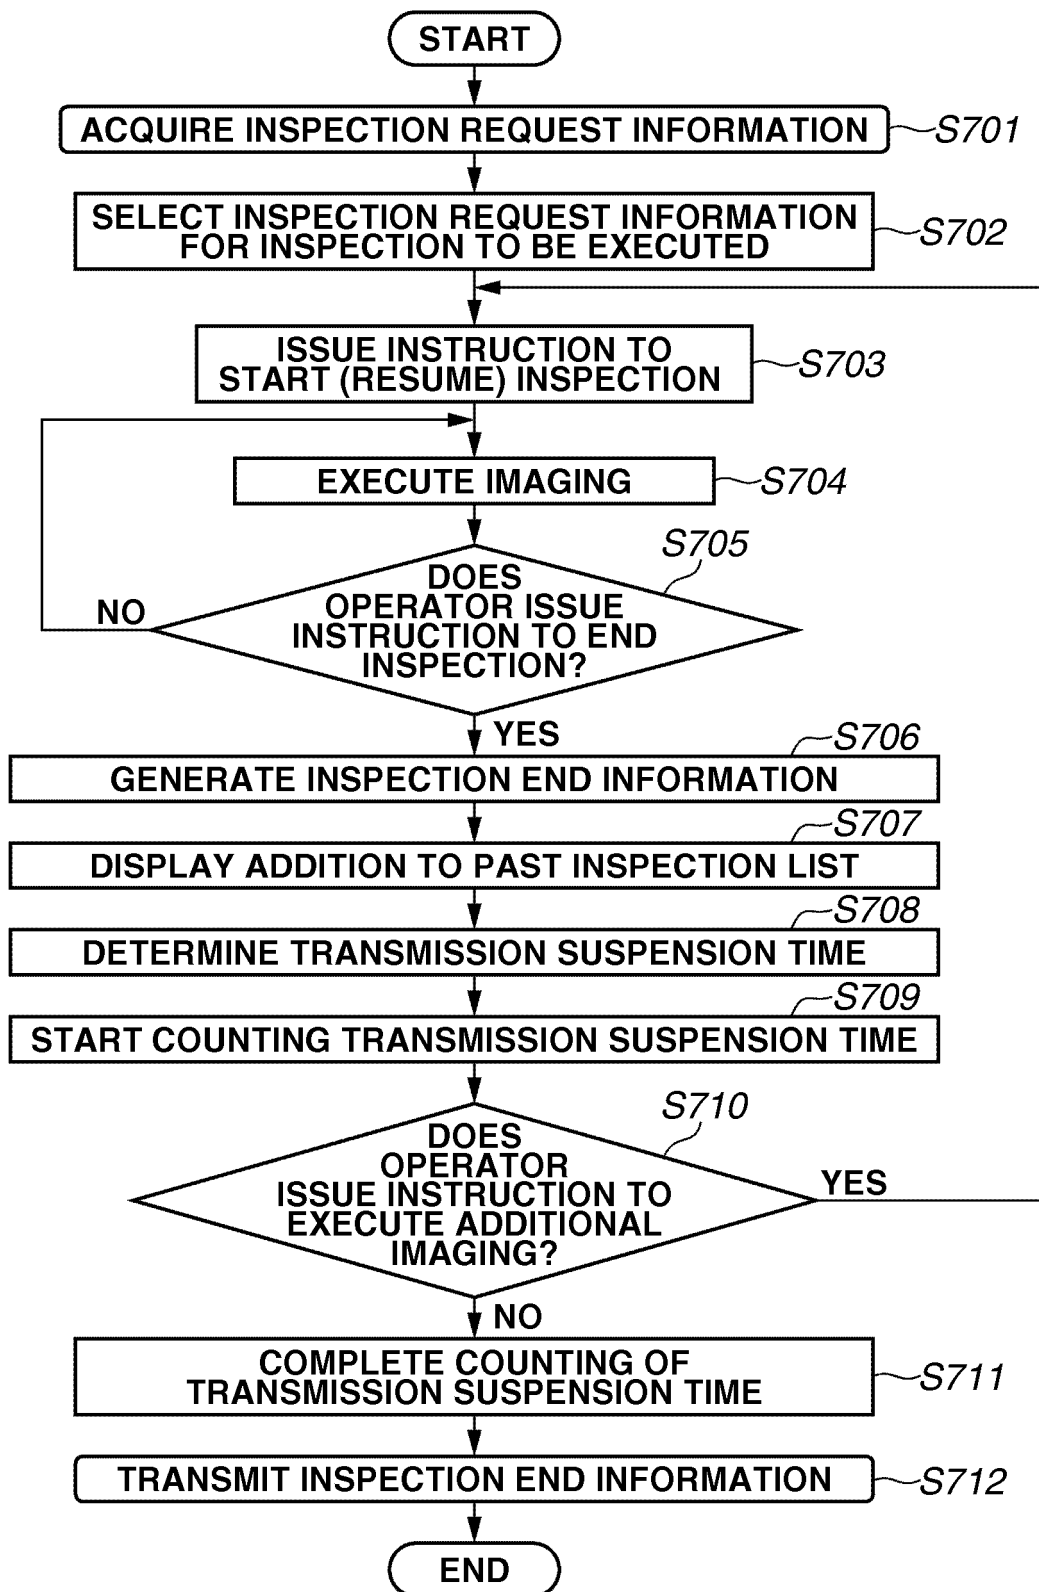 START
ACQUIRE INSPECTION REQUEST INFORMATION
S701
SELECT INSPECTION REQUEST INFORMATION
FOR INSPECTION TO BE EXECUTED
S702
ISSUE INSTRUCTION TO
START (RESUME) INSPECTION
S703
EXECUTE IMAGING
S704
S705
DOES
OPERATOR ISSUE
INSTRUCTION TO END
INSPECTION?
NO
YES
S706
GENERATE INSPECTION END INFORMATION
S707
DISPLAY ADDITION TO PAST INSPECTION LIST
S708
DETERMINE TRANSMISSION SUSPENSION TIME
S709
START COUNTING TRANSMISSION SUSPENSION TIME
S710
DOES
OPERATOR
ISSUE INSTRUCTION TO
EXECUTE ADDITIONAL
IMAGING?
YES
NO
COMPLETE COUNTING OF
TRANSMISSION SUSPENSION TIME
S711
TRANSMIT INSPECTION END INFORMATION
S712
END